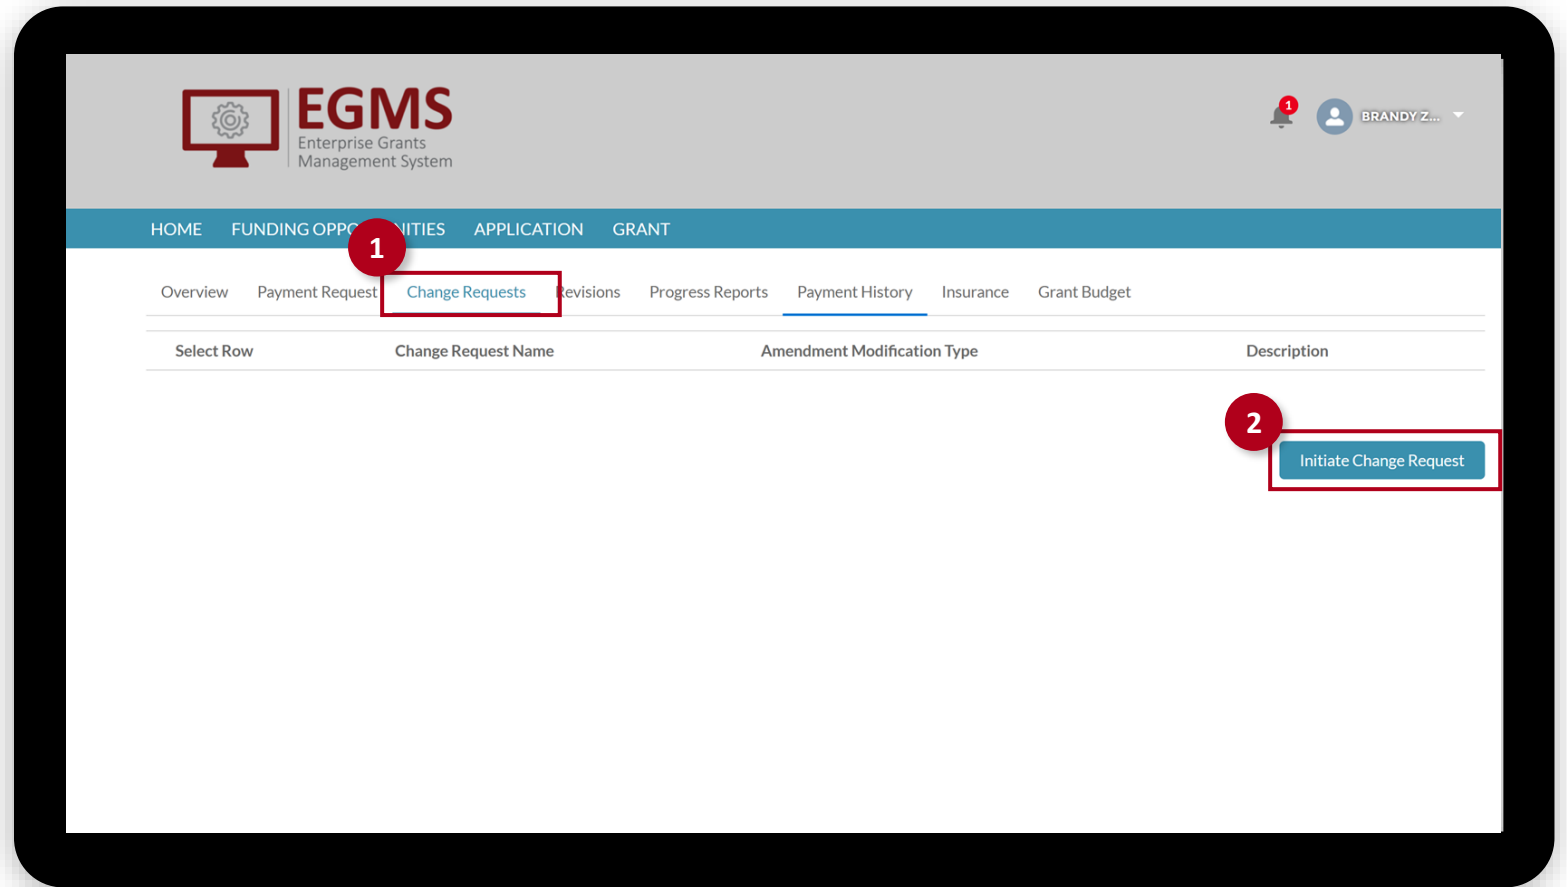 EGMS
Enterprise Grants
Management System
1
BRANDY Z...
HOME FUNDING OPPO NITIES APPLICATION GRANT
1
Overview Payment Request Change Requests Revisions Progress Reports Payment History Insurance Grant Budget
Select Row Change Request Name Amendment Modification Type Description
2
Initiate Change Request